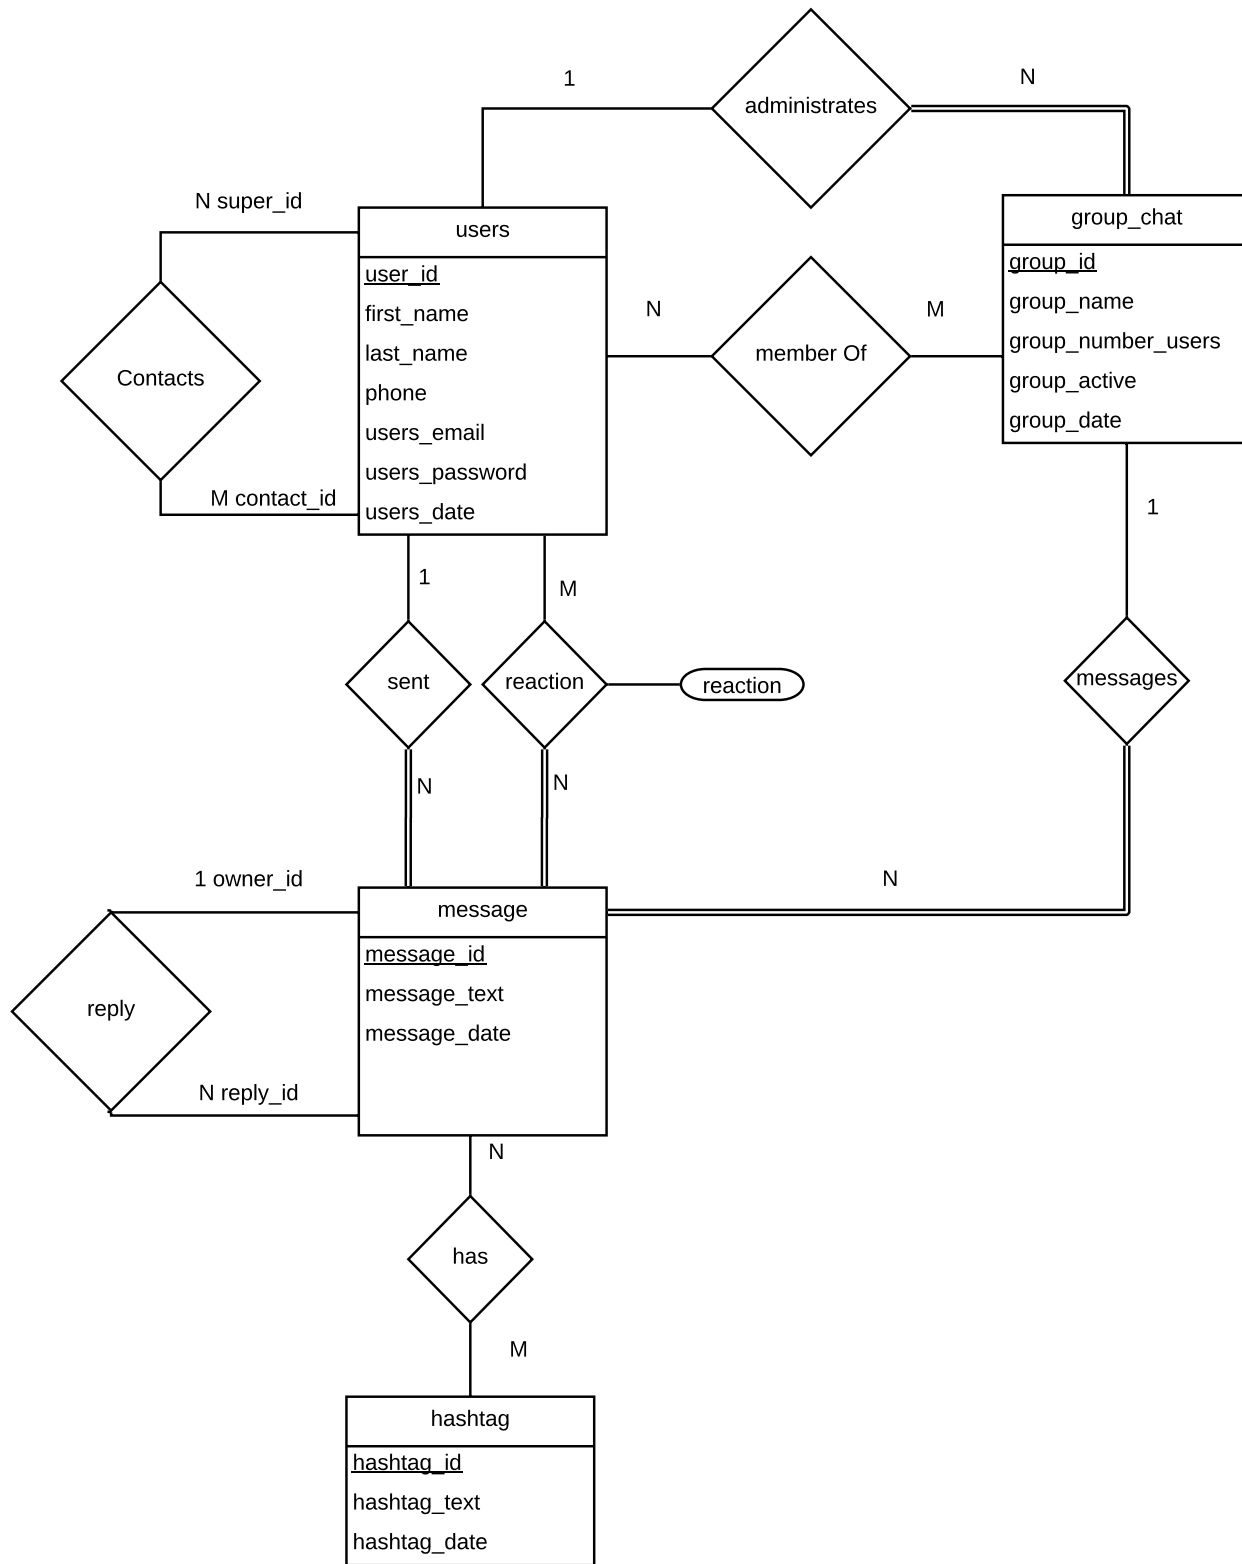 1
N
administrates
N super_id
users
group_chat
user_id
first_name
last_name
phone
users_email
users_password
users_date
group_id
group_name
group_number_users
group_active
group_date
N
M
member Of
Contacts
M contact_id
1
M
1
sent
reaction
reaction
messages
N
N
1 owner_id
N
message
message_id
message_text
message_date
reply
N reply_id
N
has
M
hashtag
hashtag_id
hashtag_text
hashtag_date